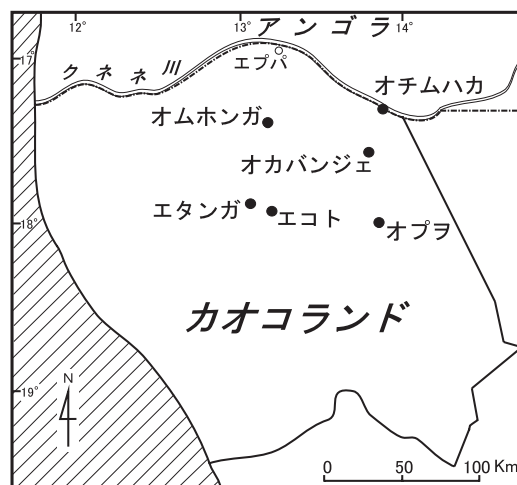 12° 13° 14°
アンゴラ
17°
クネネ川
エプパ
オチムハカ
オムホンガ
オカバンジェ
エタンガ
エコト
オプヲ
18°
カオコランド
19°
N
0 50 100 Km